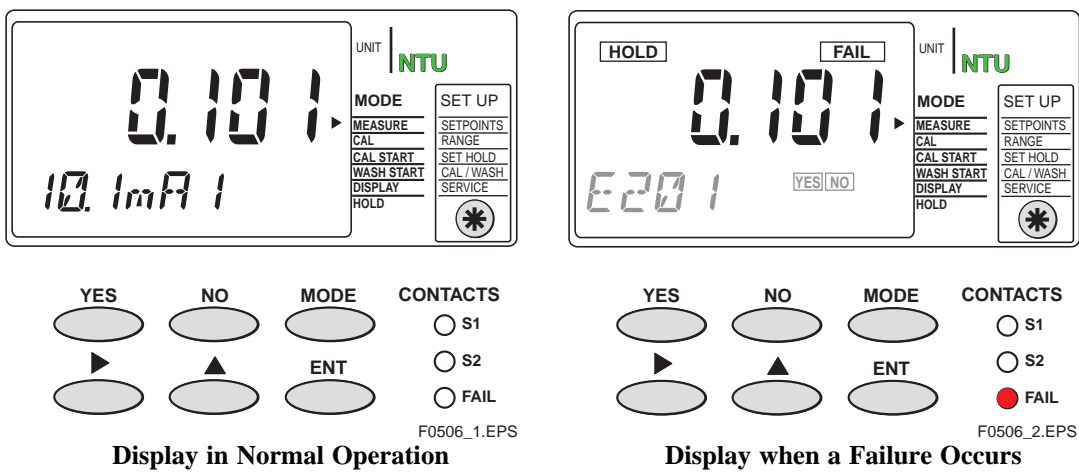 UNIT NTU
0.101
10.1mA 1
MODE
MEASURE
CAL
CAL START
WASH START
DISPLAY
HOLD
SET UP
SETPOINTS
RANGE
SET HOLD
CAL / WASH
SERVICE
YES NO MODE CONTACTS
S1
S2
ENT
FAIL
F0506_1.EPS
Display in Normal Operation
HOLD FAIL
UNIT NTU
0.101
E201 YES NO
MODE
MEASURE
CAL
CAL START
WASH START
DISPLAY
HOLD
SET UP
SETPOINTS
RANGE
SET HOLD
CAL / WASH
SERVICE
YES NO MODE CONTACTS
S1
S2
ENT
FAIL
F0506_2.EPS
Display when a Failure Occurs